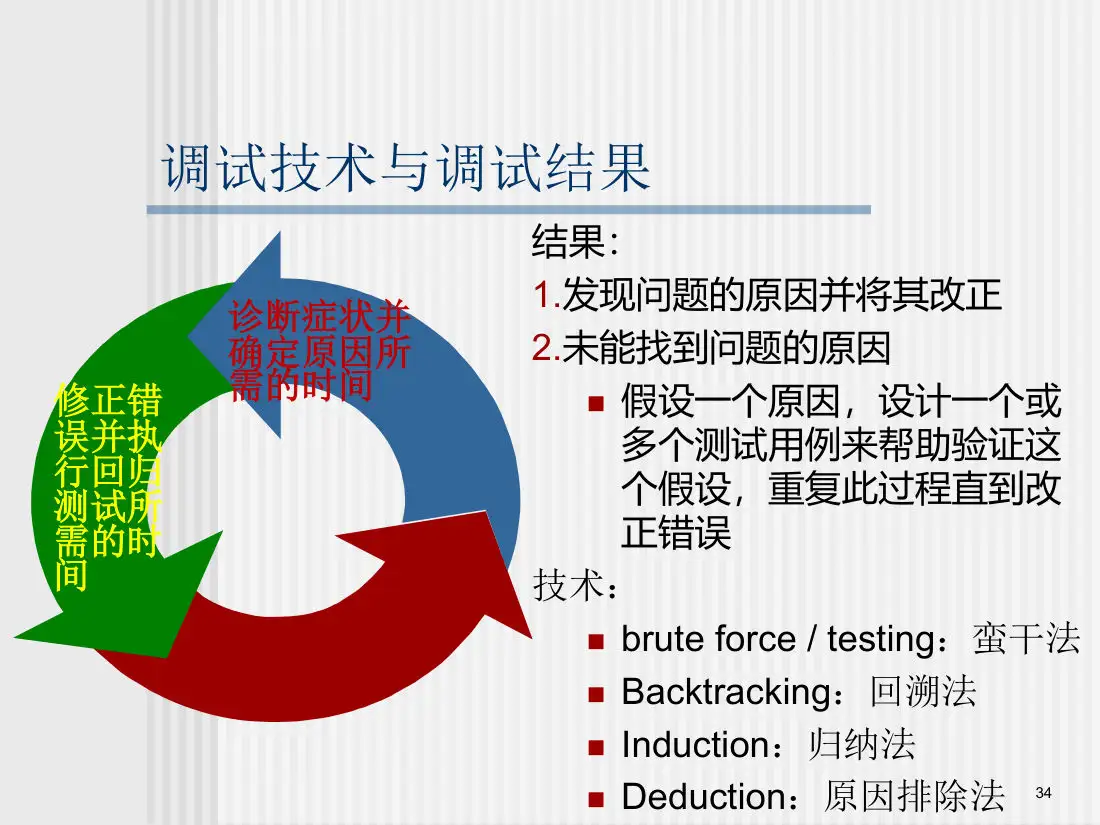 调试技术与调试结果
诊断症状并
确定原因所
需的时间
修正错
误并执
行回归
测试所
需的时
间
结果：
1.发现问题的原因并将其改正
2.未能找到问题的原因
假设一个原因，设计一个或
多个测试用例来帮助验证这
个假设，重复此过程直到改
正错误
技术：
brute force / testing：蛮干法
Backtracking：回溯法
Induction：归纳法
Deduction：原因排除法
34